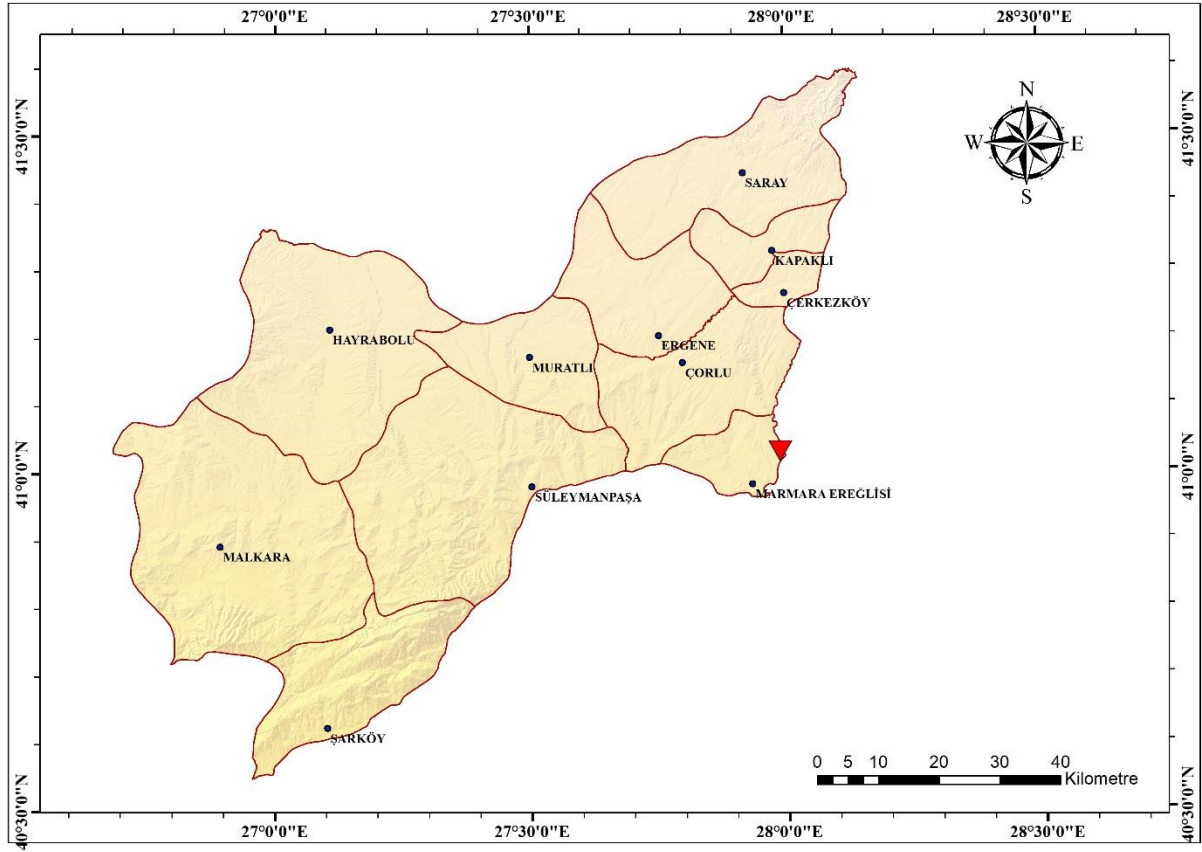 27°0'0"E 27°30'0"E 28°0'0"E 28°30'0"E
41°30'0"N 41°30'0"N
N
W E
S
SARAY
KAPAKLI
ÇERKEZKÖY
HAYRABOLU
ERGENE
MURATLI
ÇORLU
41°0'0"N 41°0'0"N
SÜLEYMANPAŞA
MARMARA EREĞLİSİ
MALKARA
ŞARKÖY
0 5 10 20 30 40
Kilometre
40°30'0"N 40°30'0"N
27°0'0"E 27°30'0"E 28°0'0"E 28°30'0"E